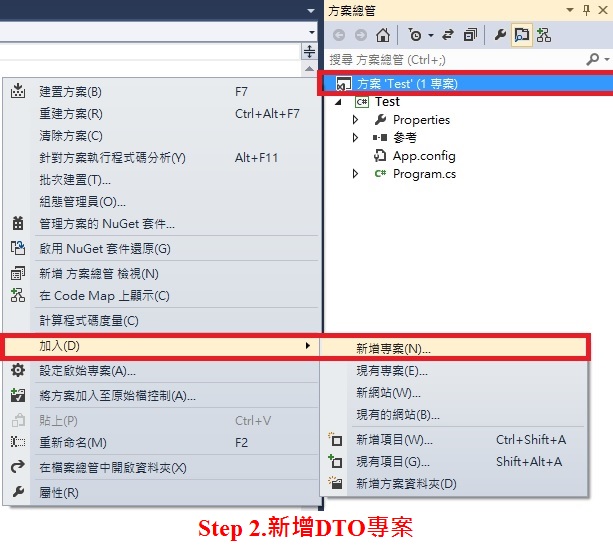 方案總管
搜尋 方案總管 (Ctrl+;)
方案 'Test' (1 專案)
Test
Properties
參考
App.config
Program.cs
建置方案(B) F7
重建方案(R) Ctrl+Alt+F7
清除方案(C)
針對方案執行程式碼分析(Y) Alt+F11
批次建置(T)...
組態管理員(O)...
管理方案的 NuGet 套件...
啟用 NuGet 套件還原(G)
新增 方案總管 檢視(N)
在 Code Map 上顯示(C)
計算程式碼度量(C)
加入(D)
設定啟始專案(A)...
將方案加入至原始檔控制(A)...
貼上(P) Ctrl+V
重新命名(M) F2
在檔案總管中開啟資料夾(X)
屬性(R)
新增專案(N)...
現有專案(E)...
新網站(W)...
現有的網站(B)...
新增項目(W)... Ctrl+Shift+A
現有項目(G)... Shift+Alt+A
新增方案資料夾(D)
Step 2.新增DTO專案